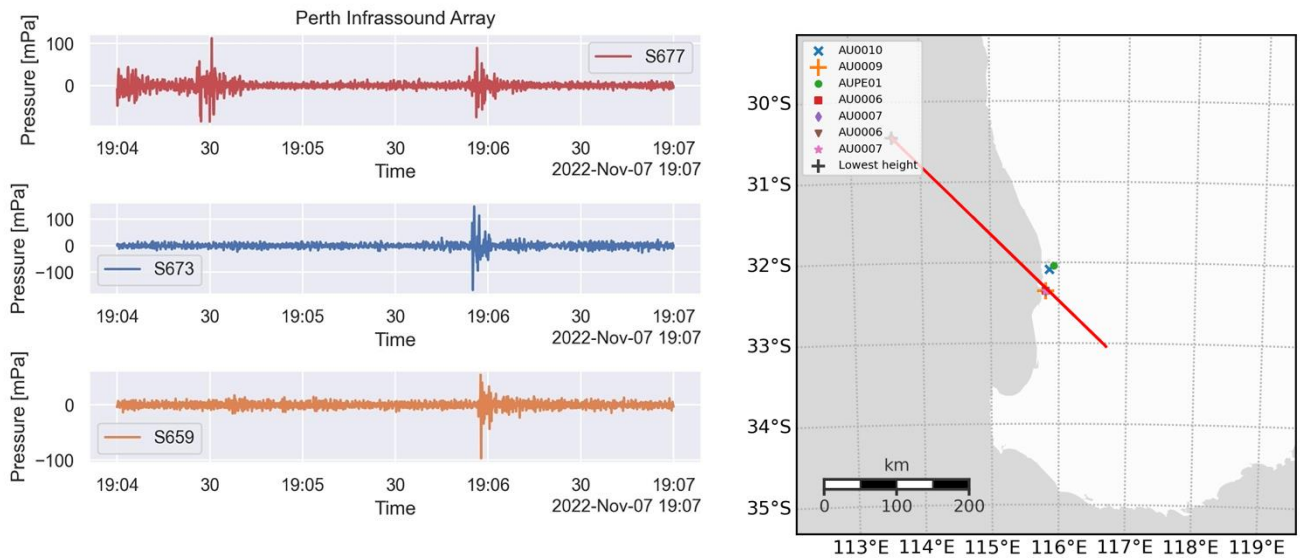 Perth Infrassound Array
Pressure [mPa]
100
0
S677
19:04
30
19:05
30
19:06
30
19:07
Time
2022-Nov-07 19:07
Pressure [mPa]
100
0
−100
S673
19:04
30
19:05
30
19:06
30
19:07
Time
2022-Nov-07 19:07
Pressure [mPa]
0
−100
S659
19:04
30
19:05
30
19:06
30
19:07
Time
2022-Nov-07 19:07
AU0010
AU0009
AUPE01
AU0006
AU0007
AU0006
AU0007
Lowest height
30°S
31°S
32°S
33°S
34°S
35°S
km
0
100
200
113°E
114°E
115°E
116°E
117°E
118°E
119°E